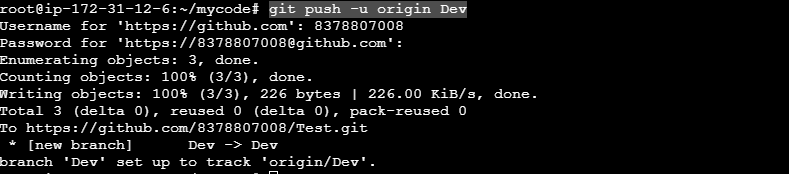 root@ip-172-31-12-6:~/mycode# git push -u origin Dev
Username for 'https://github.com': 8378807008
Password for 'https://8378807008@github.com':
Enumerating objects: 3, done.
Counting objects: 100% (3/3), done.
Writing objects: 100% (3/3), 226 bytes | 226.00 KiB/s, done.
Total 3 (delta 0), reused 0 (delta 0), pack-reused 0
To https://github.com/8378807008/Test.git
 * [new branch]      Dev -> Dev
branch 'Dev' set up to track 'origin/Dev'.